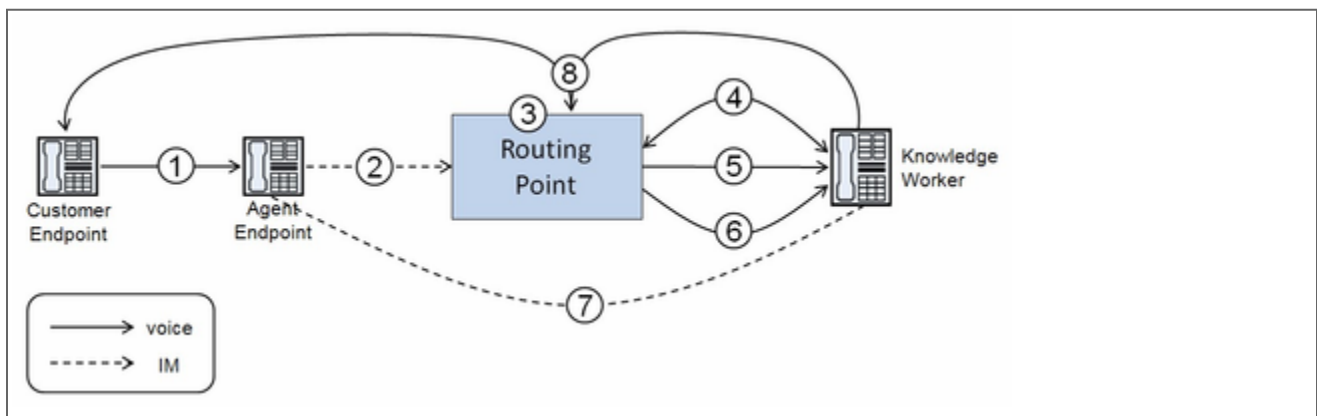 8
3
4
Routing
Point
1
2
5
Knowledge
Worker
Customer
Endpoint
Agent
Endpoint
6
7
voice
IM